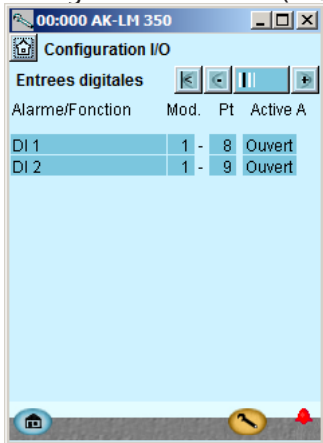 00:000 AK-LM 350
Configuration I/O
Entrees digitales
Alarme/Fonction Mod. Pt Active A
DI 1 1 - 8 Ouvert
DI 2 1 - 9 Ouvert